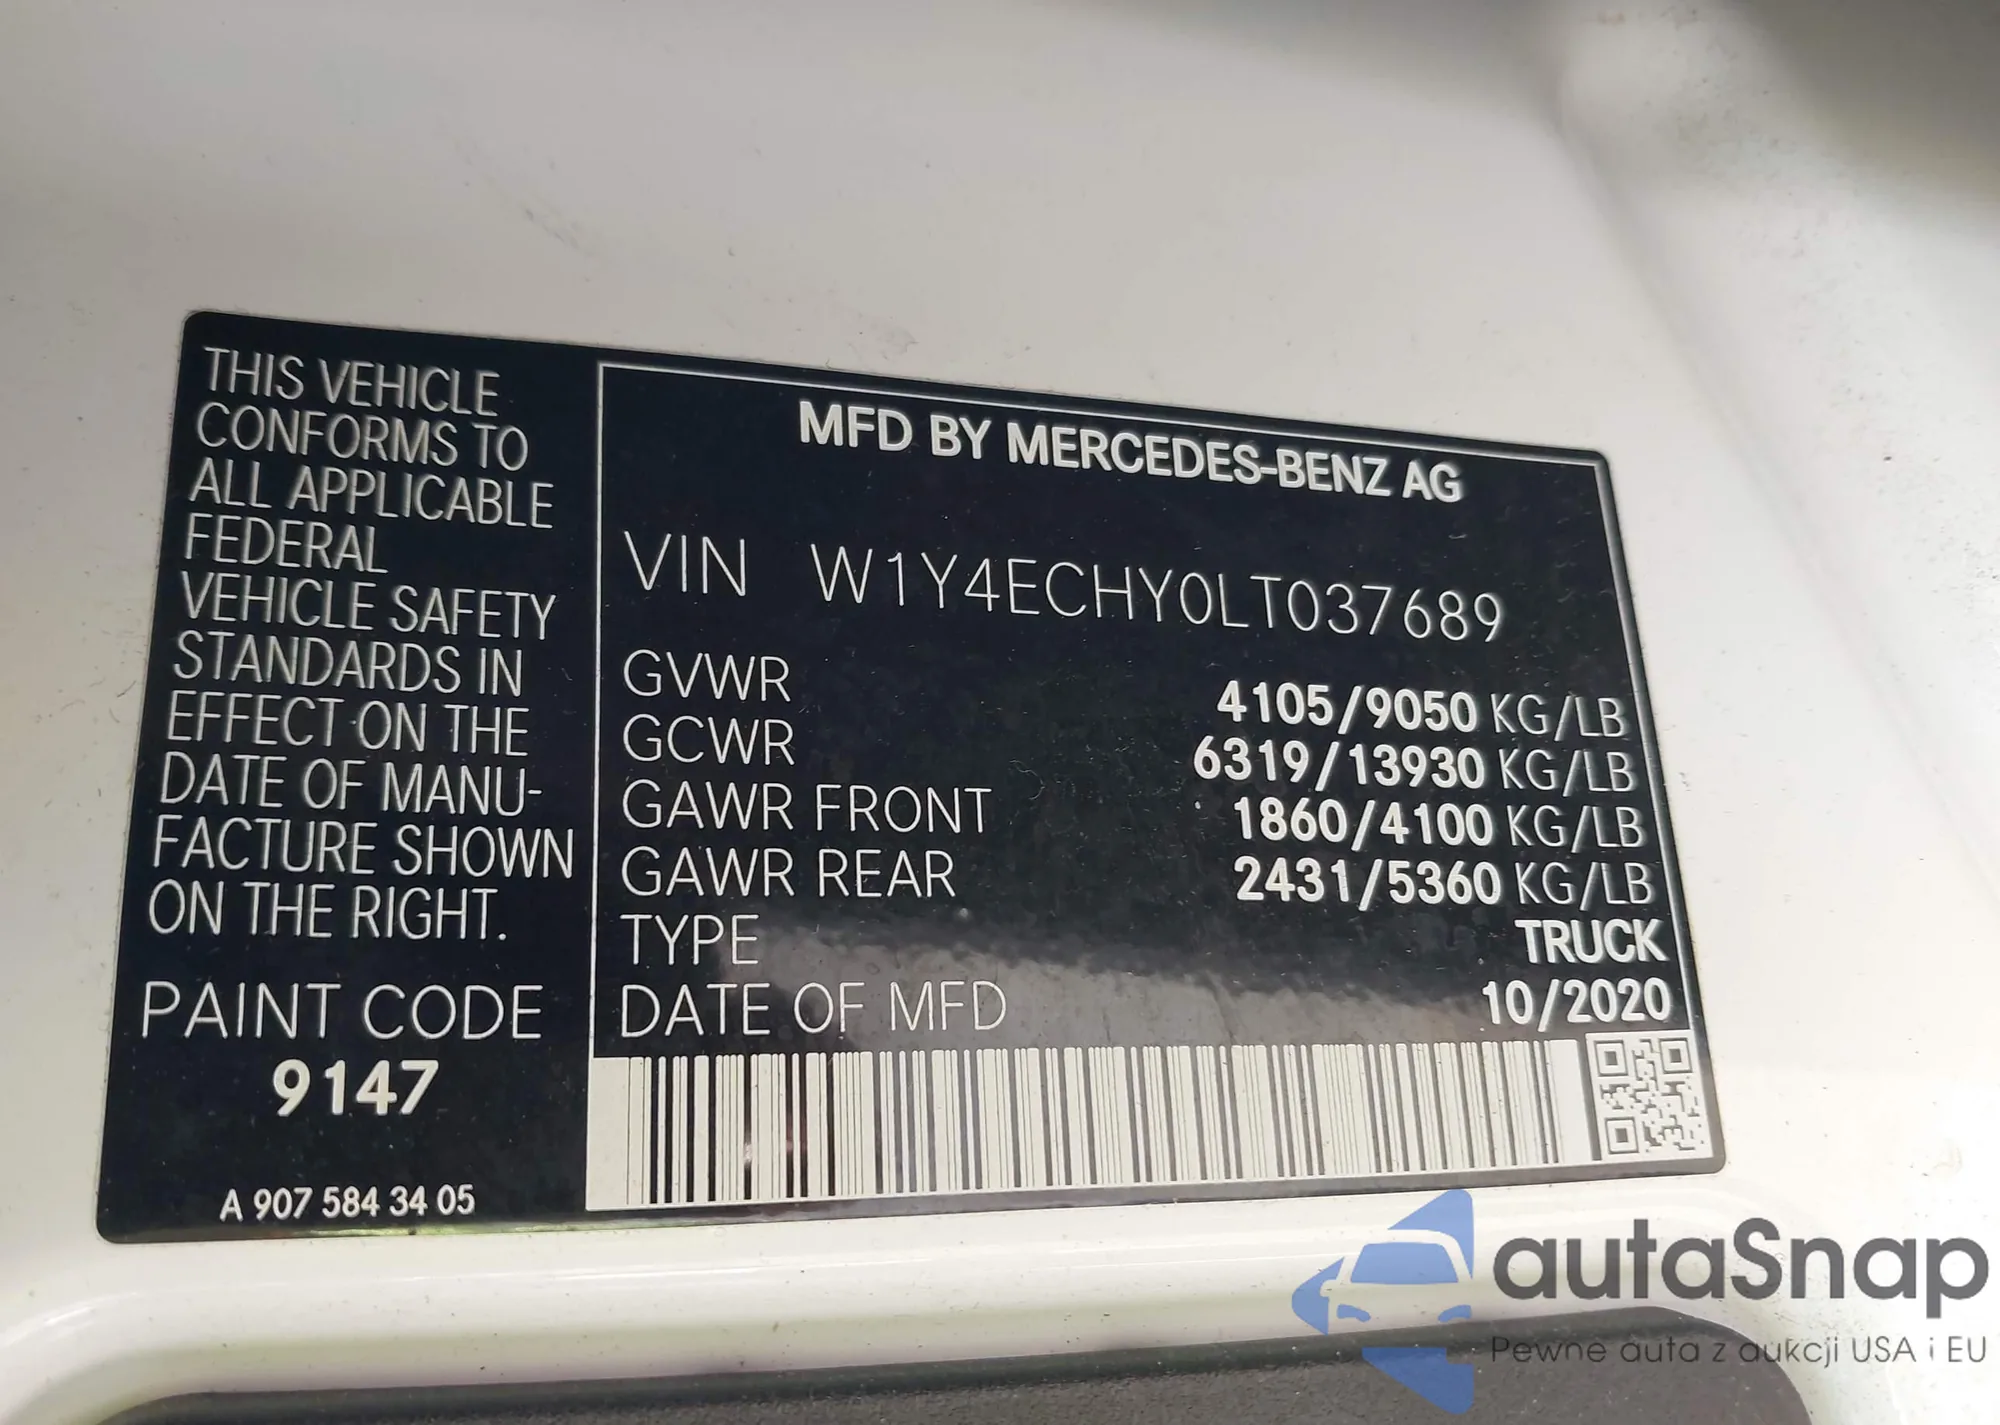 THIS VEHICLE
CONFORMS TO
ALL APPLICABLE
FEDERAL
VEHICLE SAFETY
STANDARDS IN
EFFECT ON THE
DATE OF MANU-
FACTURE SHOWN
ON THE RIGHT.
PAINT CODE
9147
A 907 584 34 05
MFD BY MERCEDES-BENZ AG
VIN W1Y4ECHY0LT037689
GVWR 4105/9050 KG/LB
GCWR 6319/13930 KG/LB
GAWR FRONT 1860/4100 KG/LB
GAWR REAR 2431/5360 KG/LB
TYPE TRUCK
DATE OF MFD 10/2020
autaSnap
Pewne auta z aukcji USA i EU